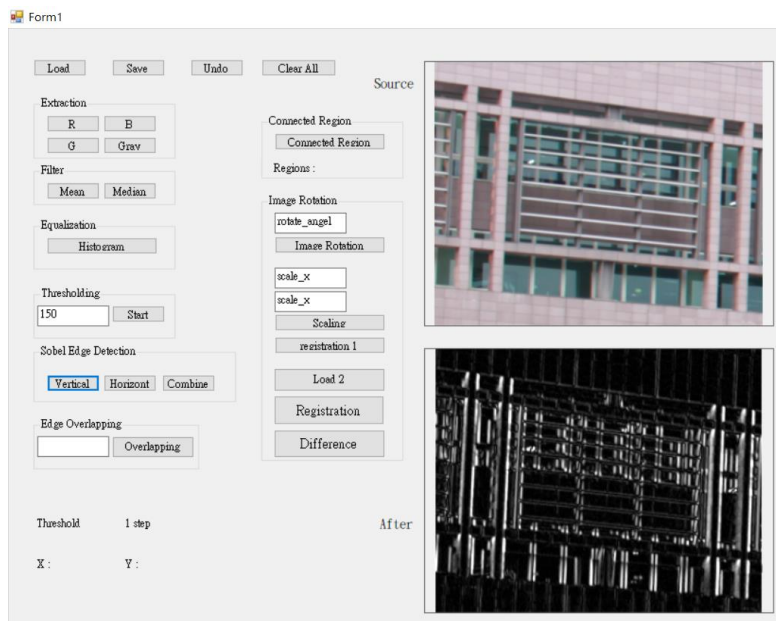 Form1
Load Save Undo Clear All
Source
Extraction
R B
G Gray
Filter
Mean Median
Equalization
Histogram
Thresholding
150 Start
Sobel Edge Detection
Vertical Horizont Combine
Edge Overlapping
Overlapping
Connected Region
Connected Region
Regions :
Image Rotation
rotate_angel
Image Rotation
scale_x
scale_x
Scaling
registration 1
Load 2
Registration
Difference
Threshold 1 step
After
X : Y :